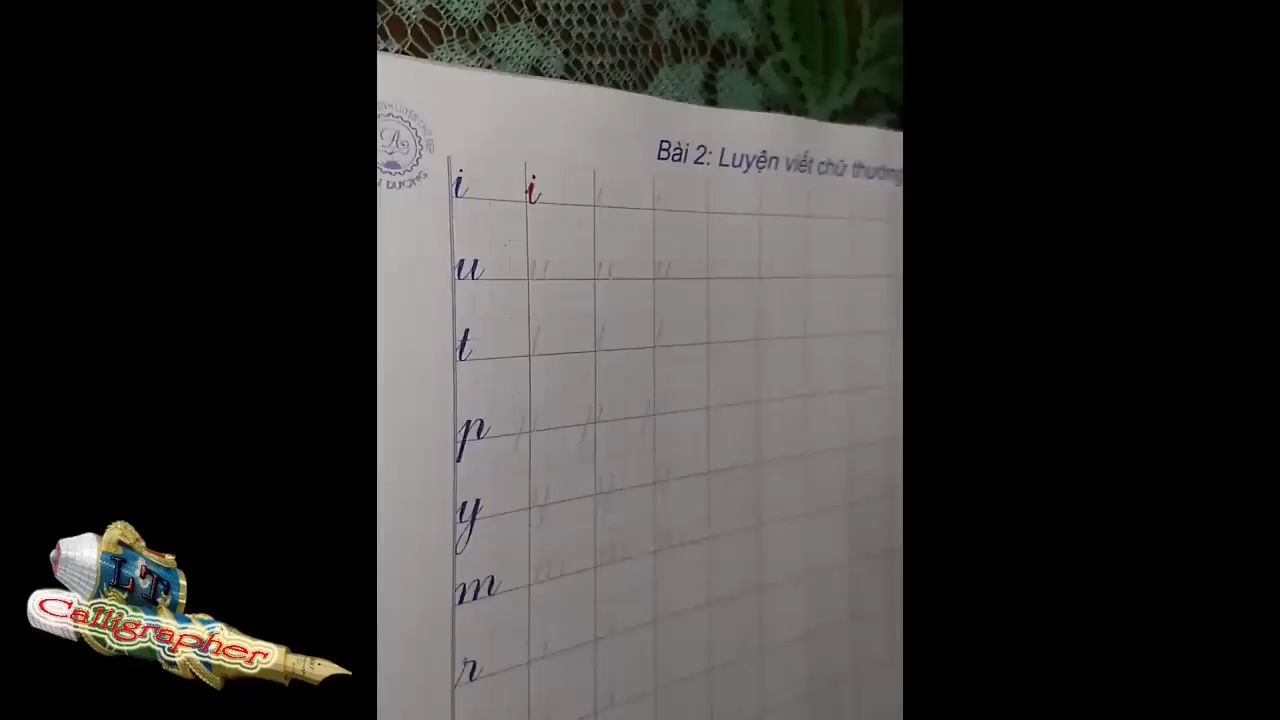 Bài 2: Luyện viết chữ thường
i i
u u u u
t
p
y
m
r
LT
Calligrapher